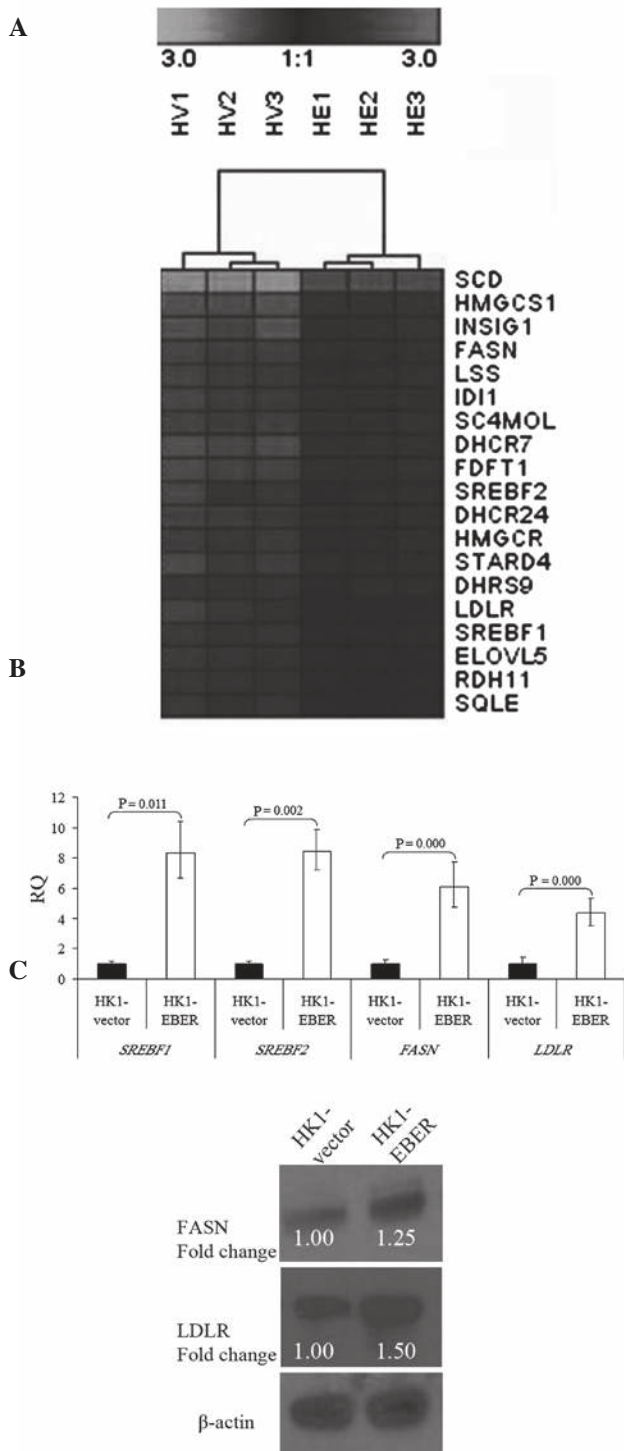 A
3.0 1:1 3.0
HV1 HV2 HV3 HE1 HE2 HE3
SCD
HMGCS1
INSIG1
FASN
LSS
IDI1
SC4MOL
DHCR7
FDFT1
SREBF2
DHCR24
HMGCR
STARD4
DHRS9
LDLR
SREBF1
ELOVL5
RDH11
SQLE
B
12
10
8
6
4
2
0
RQ
P = 0.011
P = 0.002
P = 0.000
P = 0.000
HK1-vector HK1-EBER HK1-vector HK1-EBER HK1-vector HK1-EBER HK1-vector HK1-EBER
SREBF1 SREBF2 FASN LDLR
C
HK1-vector HK1-EBER
FASN
Fold change 1.00 1.25
LDLR
Fold change 1.00 1.50
β-actin